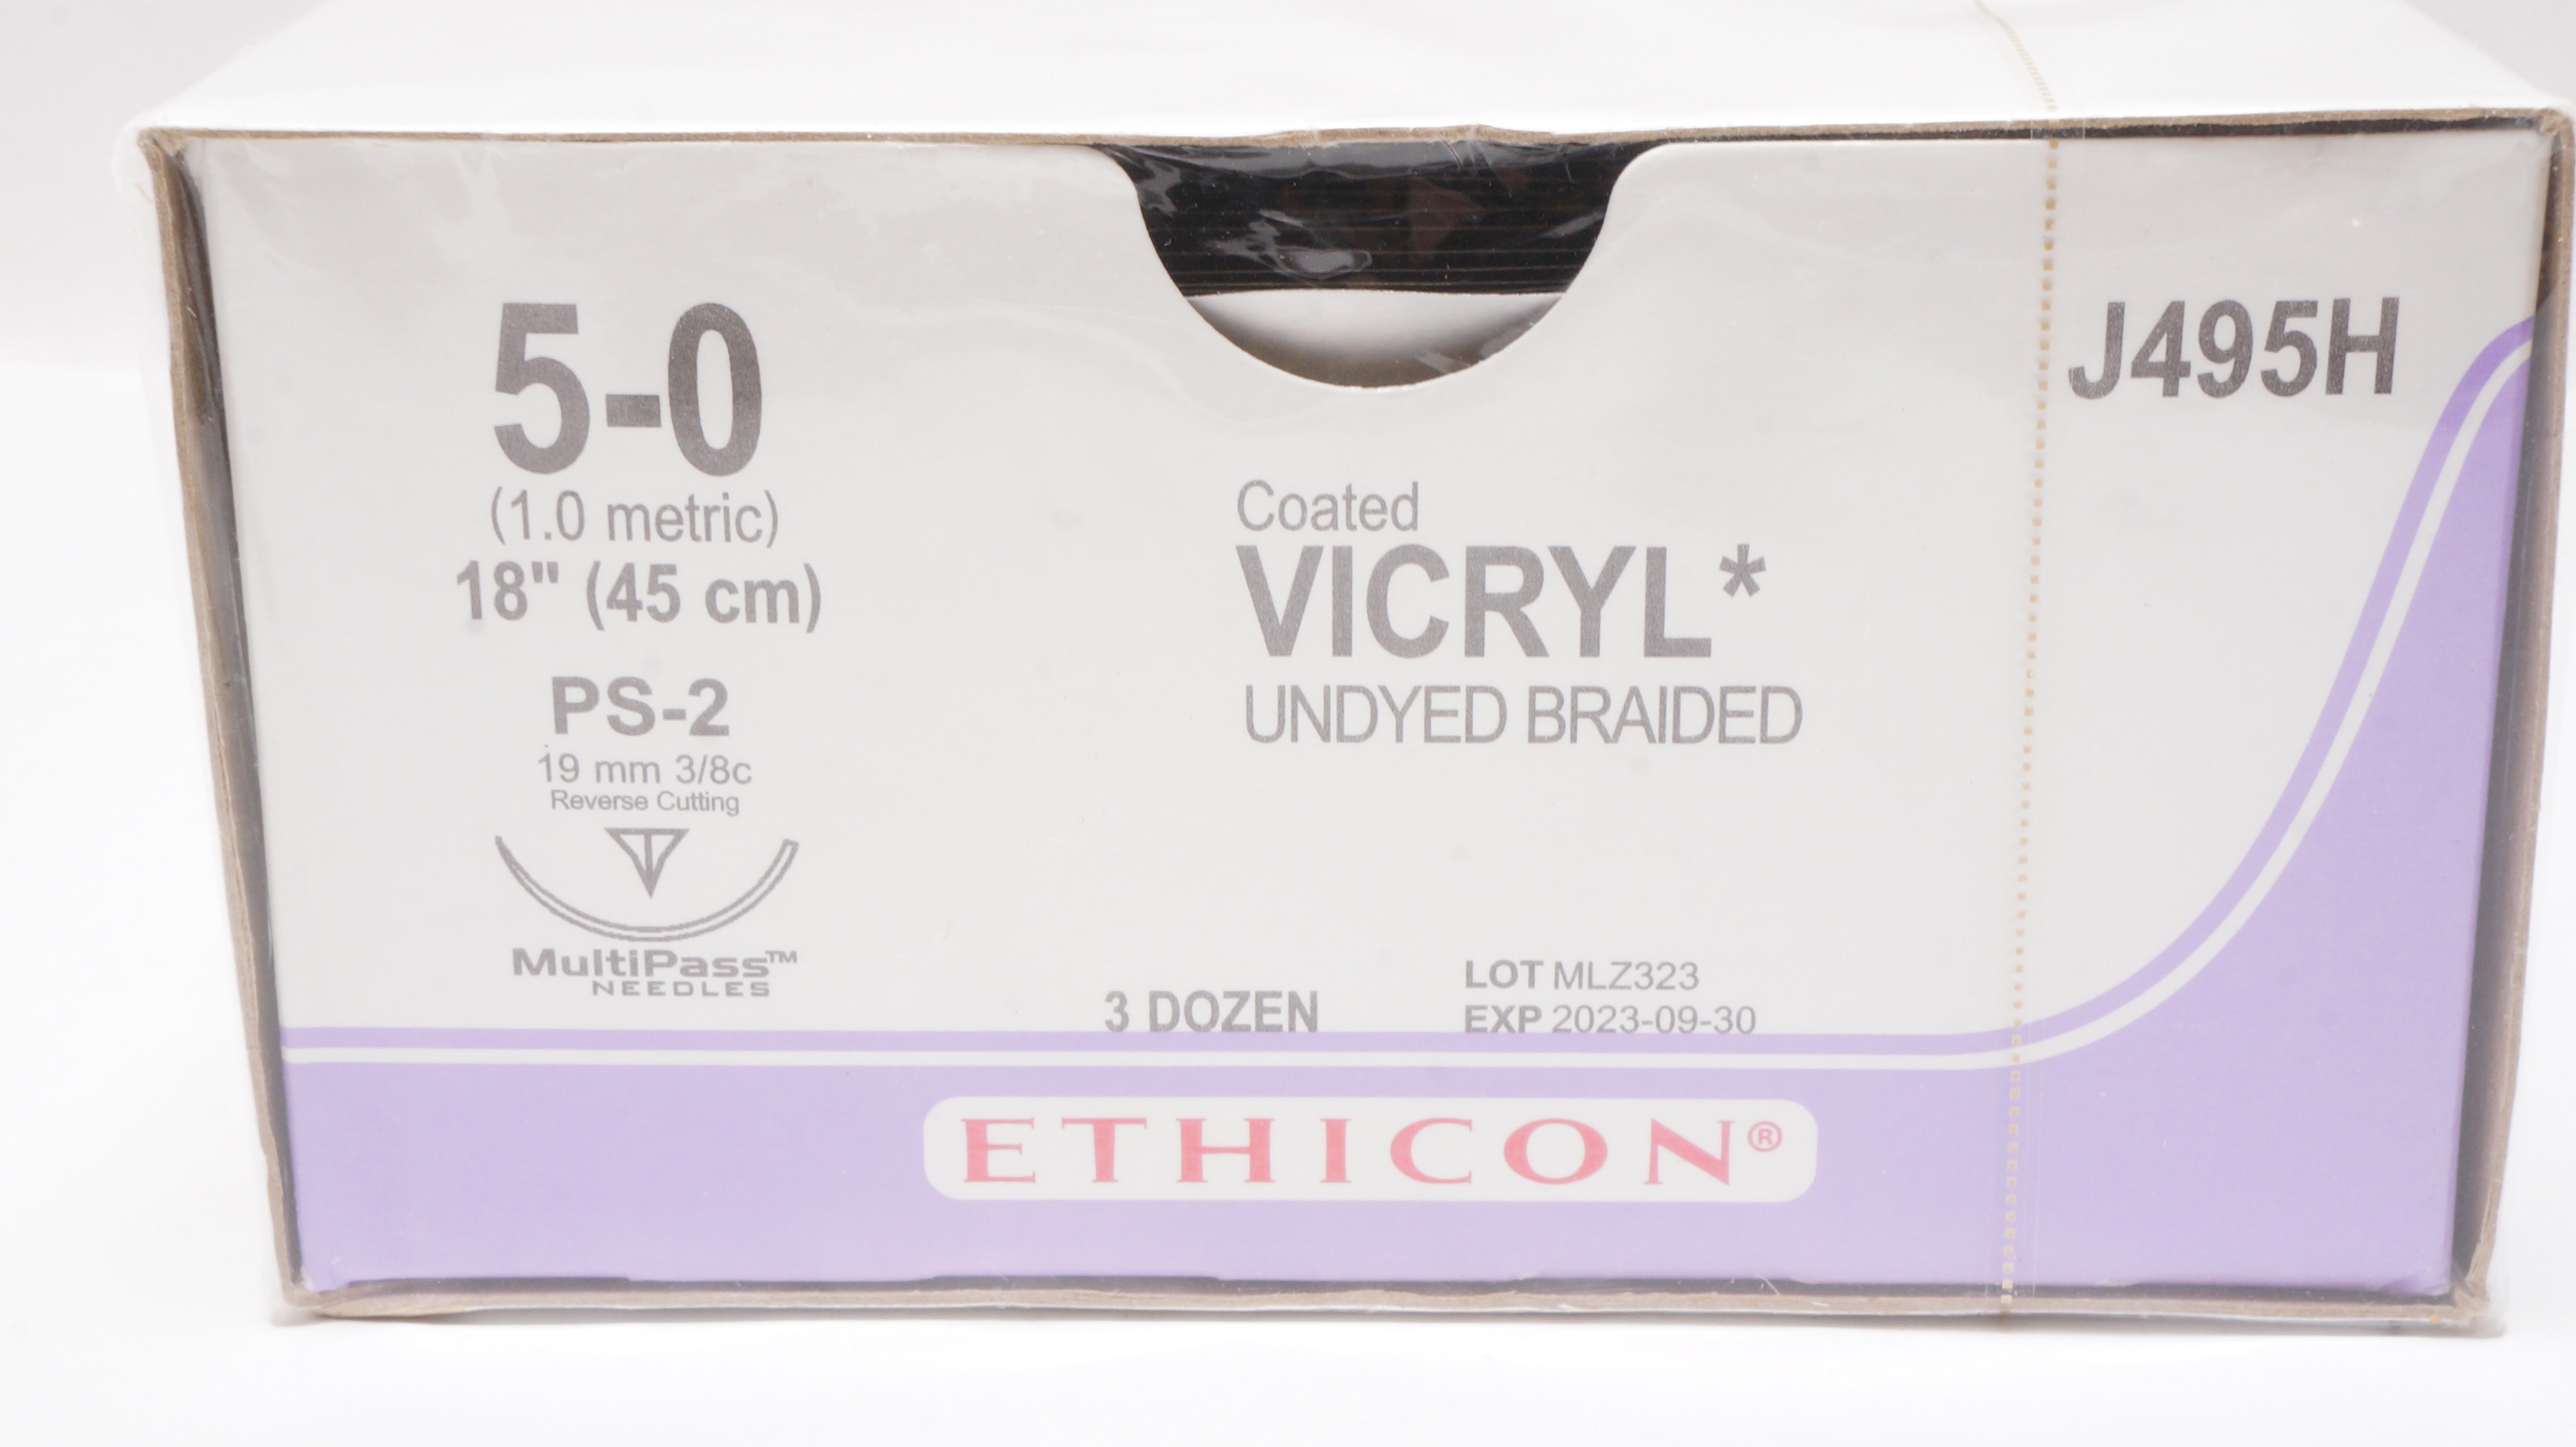 5-0
(1.0 metric)
18" (45 cm)
PS-2
19 mm 3/8c
Reverse Cutting
MultiPass™
NEEDLES
J495H
Coated
VICRYL*
UNDYED BRAIDED
3 DOZEN
LOT MLZ323
EXP 2023-09-30
ETHICON®